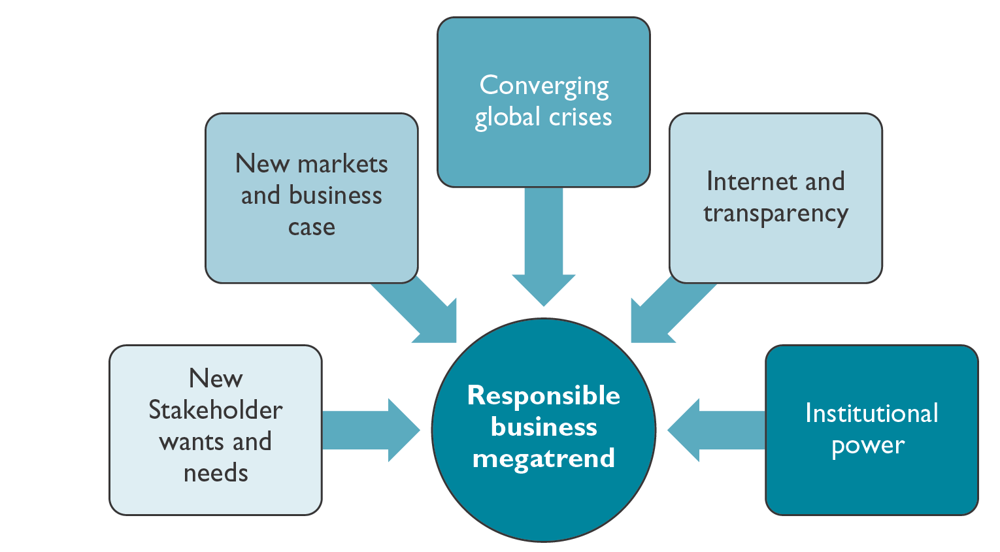 Converging
global crises
New markets
and business
case
Internet and
transparency
New
Stakeholder
wants and
needs
Responsible
business
megatrend
Institutional
power